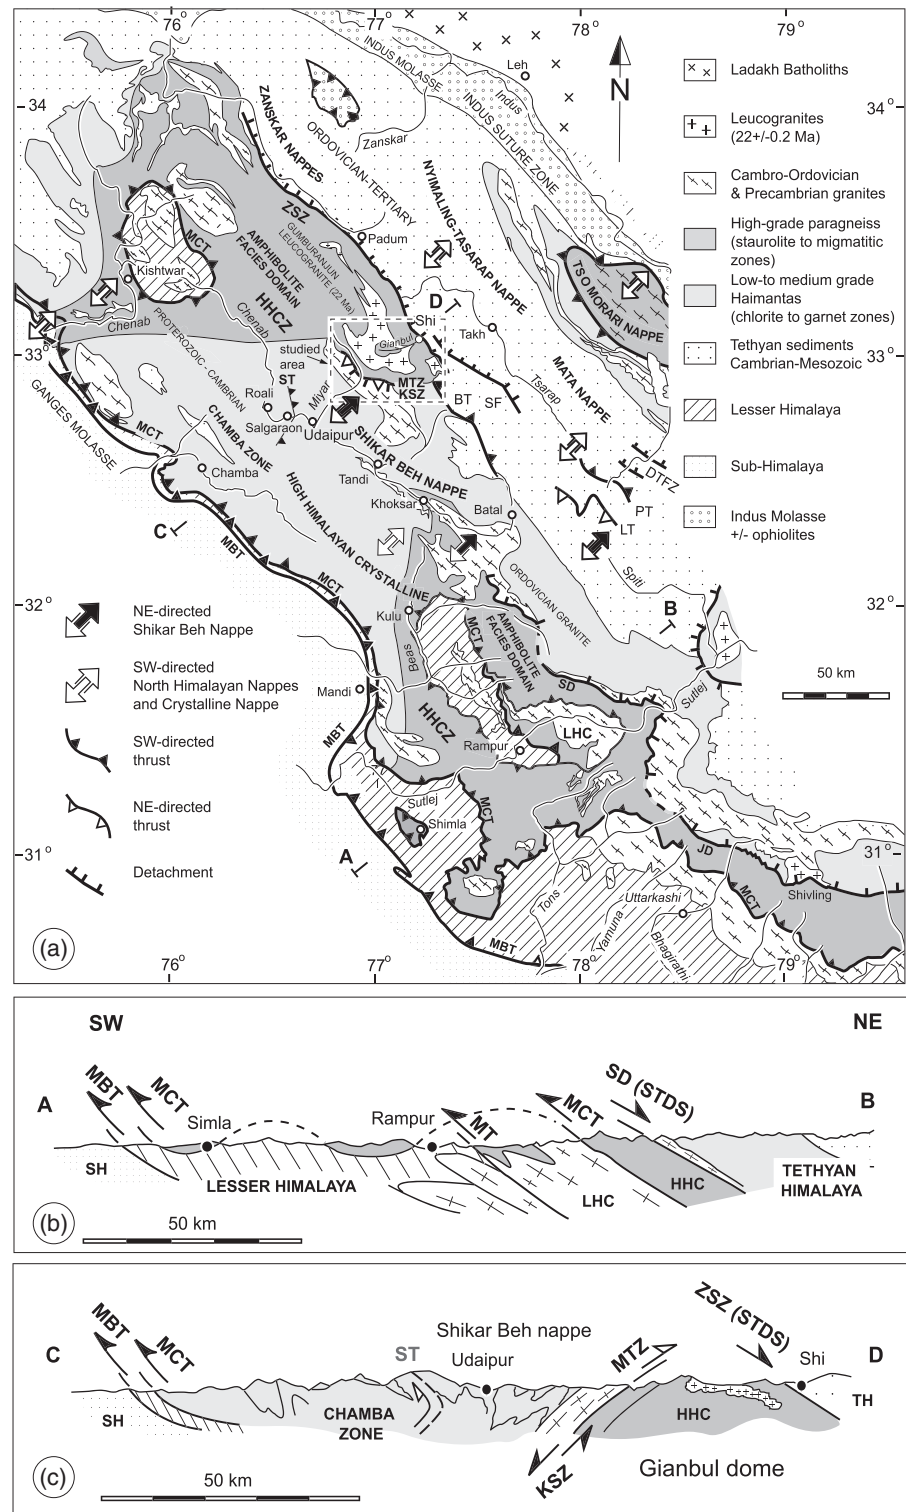 76°
77°
78°
79°
34
34°
33°
33°
32°
32°
31°
31°
76°
77°
78°
79°
N
Leh
INDUS MOLASSE
Indus
INDUS SUTURE ZONE
ZANSKAR NAPPES
ORDOVICIAN-TERTIARY
Zanskar
NYIMALING-TSARAP NAPPE
ZSZ
Padum
GUMBURANJUN
LEUCOGRANITE (22 Ma)
AMPHIBOLITE
FACIES DOMAIN
HHCZ
MCT
Kishtwar
Chenab
Chenab
PROTEROZOIC - CAMBRIAN
D
Shi
Gianbul
Takh
TSO MORARI NAPPE
studied
area
MTZ
KSZ
ST
Miyar
Roali
Salgaraon
Udaipur
BT
SF
Tsarap
MATA NAPPE
GANGES MOLASSE
MCT
CHAMBA ZONE
Chamba
SHIKAR BEH NAPPE
Tandi
Khoksar
Batal
DTFZ
PT
LT
Spiti
C
MBT
MCT
HIGH HIMALAYAN CRYSTALLINE
ORDOVICIAN GRANITE
B
Kulu
Beas
MCT
AMPHIBOLITE
FACIES DOMAIN
SD
Sutlej
Mandi
HHCZ
LHC
Rampur
MBT
Sutlej
Shimla
MCT
A
JD
MCT
Shivling
Uttarkashi
Tons
Yamuna
Bhagirathi
MBT
50 km
Ladakh Batholiths
Leucogranites
(22+/-0.2 Ma)
Cambro-Ordovician
& Precambrian granites
High-grade paragneiss
(staurolite to migmatitic
zones)
Low-to medium grade
Haimantas
(chlorite to garnet zones)
Tethyan sediments
Cambrian-Mesozoic
Lesser Himalaya
Sub-Himalaya
Indus Molasse
+/- ophiolites
NE-directed
Shikar Beh Nappe
SW-directed
North Himalayan Nappes
and Crystalline Nappe
SW-directed
thrust
NE-directed
thrust
Detachment
(a)
SW
NE
A
MBT
MCT
Simla
Rampur
MT
MCT
SD (STDS)
B
SH
LESSER HIMALAYA
LHC
HHC
TETHYAN
HIMALAYA
(b)
50 km
C
MBT
MCT
ST
Shikar Beh nappe
Udaipur
MTZ
ZSZ (STDS)
Shi
D
SH
CHAMBA
ZONE
KSZ
HHC
TH
Gianbul dome
(c)
50 km